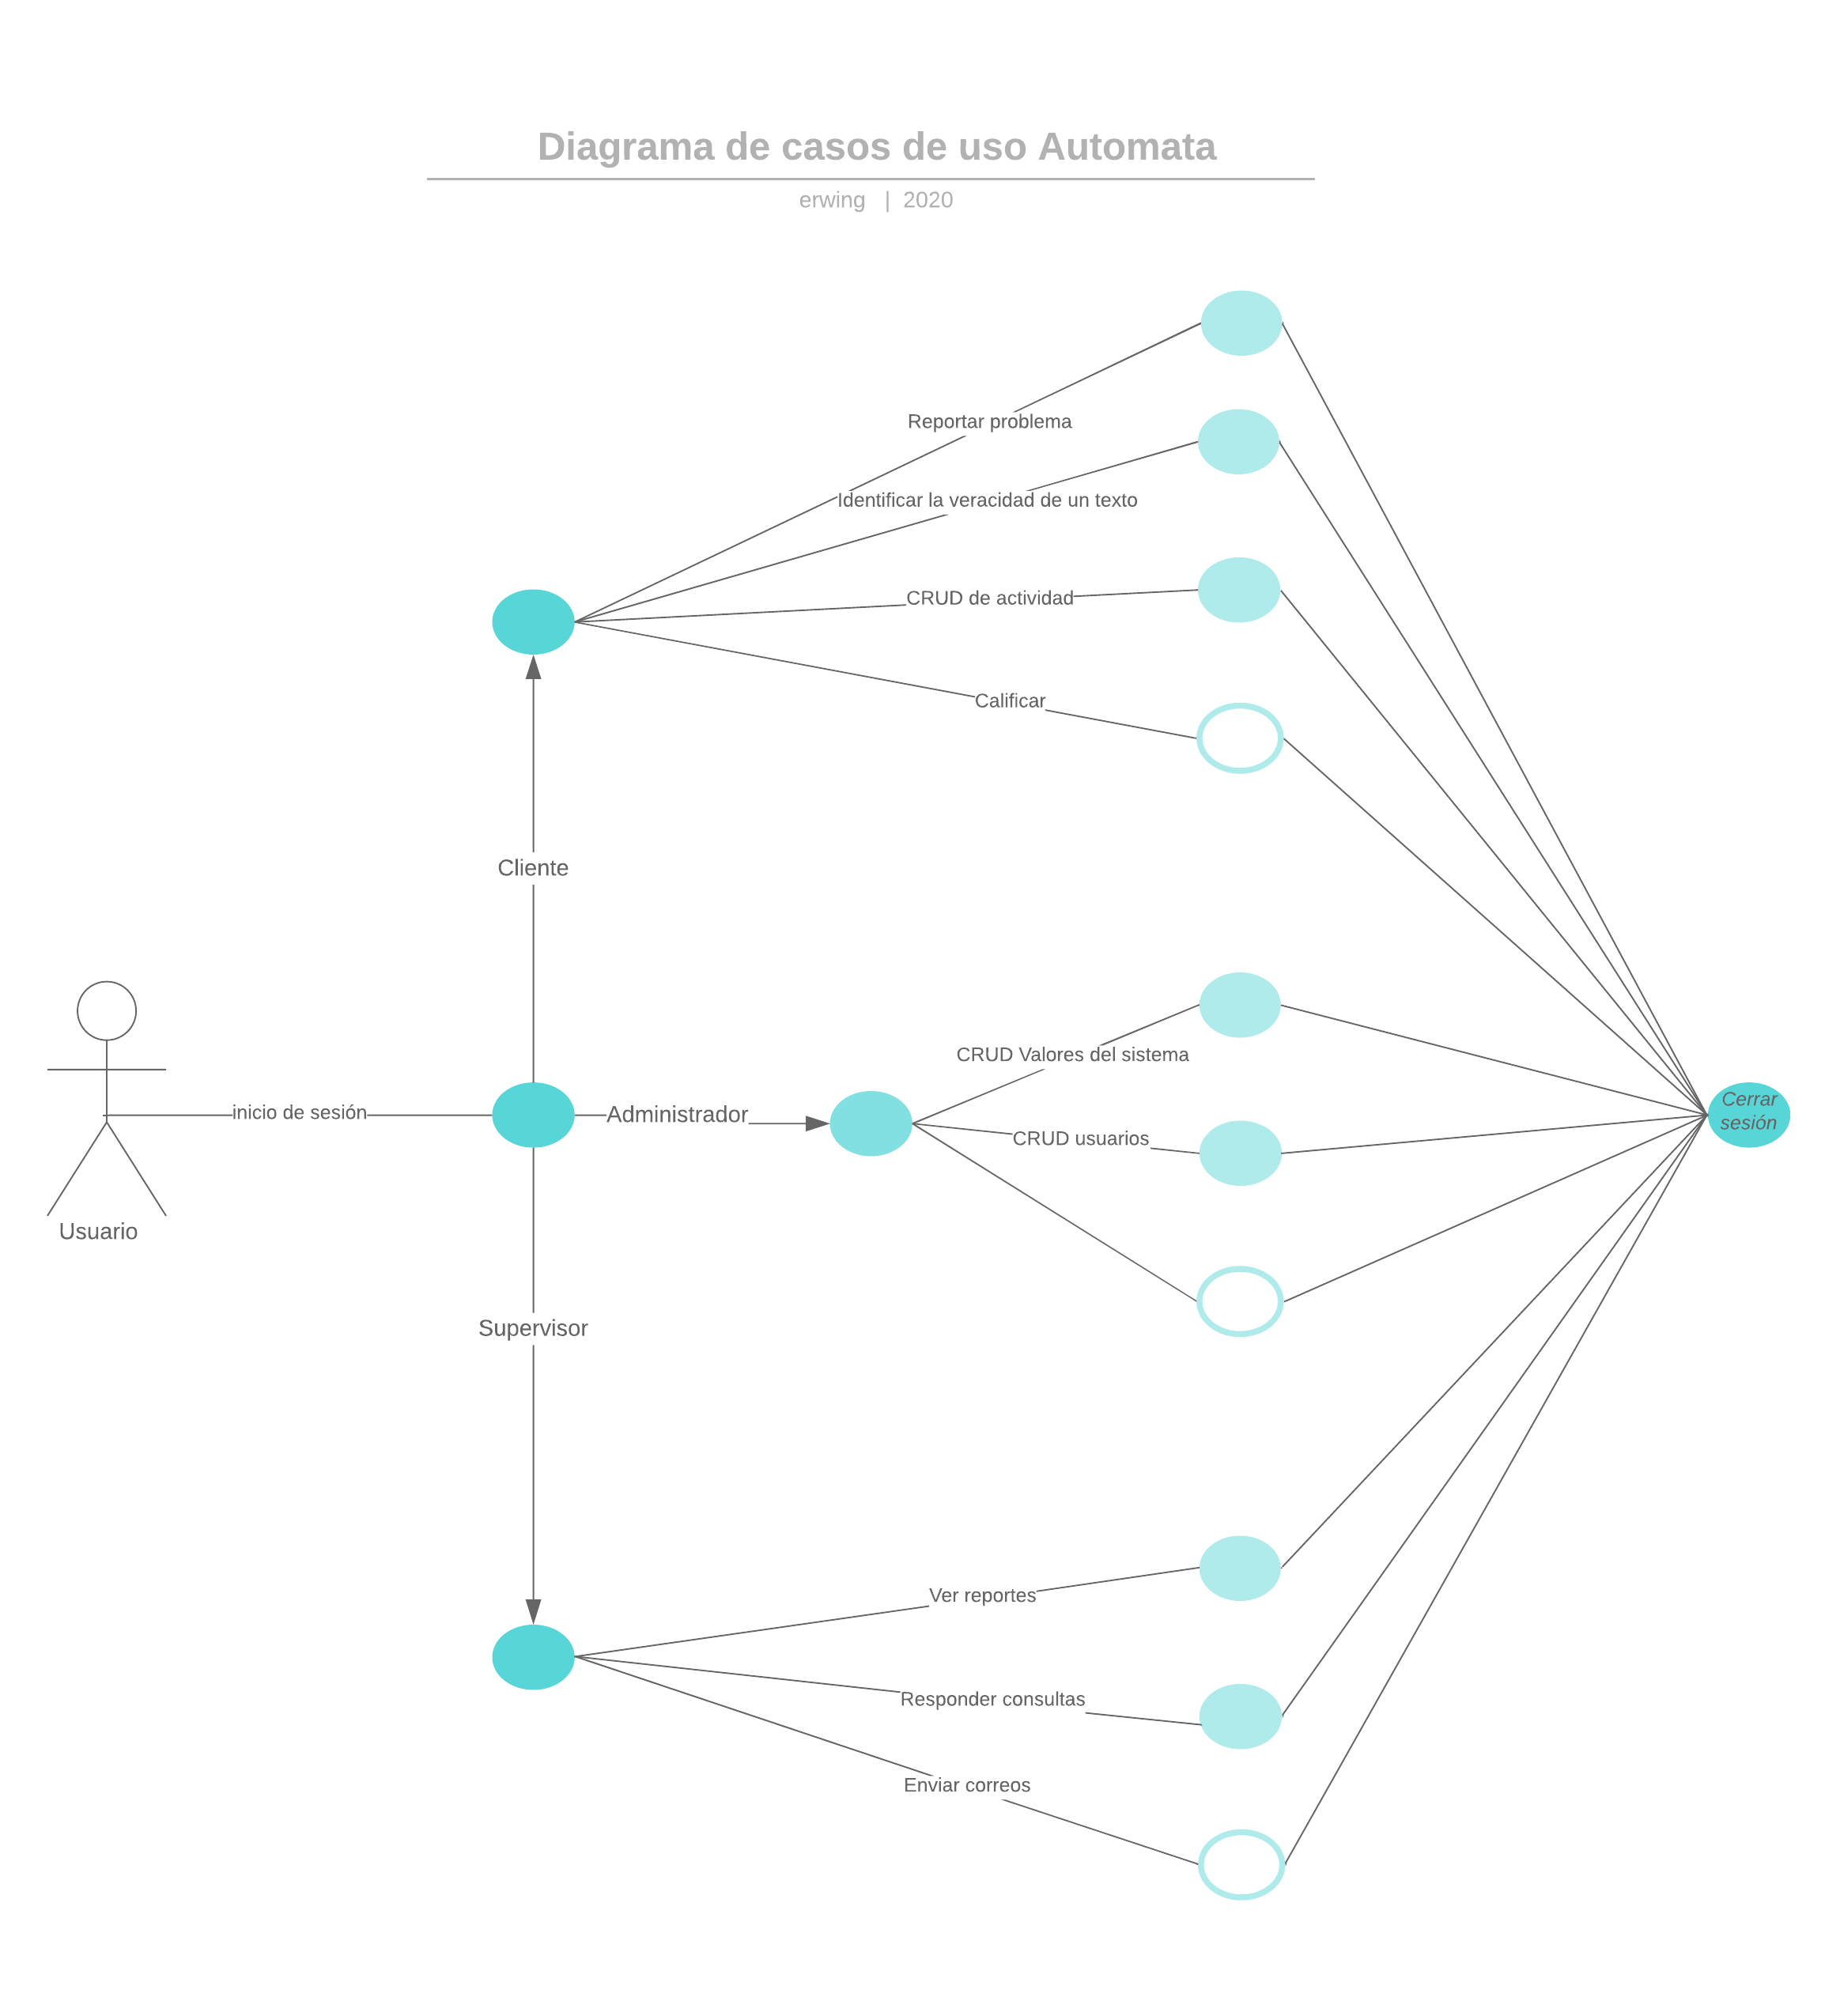 Diagrama de casos de uso Automata
erwing | 2020
Reportar problema
Identificar la veracidad de un texto
CRUD de actividad
Calificar
Cliente
CRUD Valores del sistema
Cerrar
sesión
inicio de sesión
Administrador
CRUD usuarios
Usuario
Supervisor
Ver reportes
Responder consultas
Enviar correos